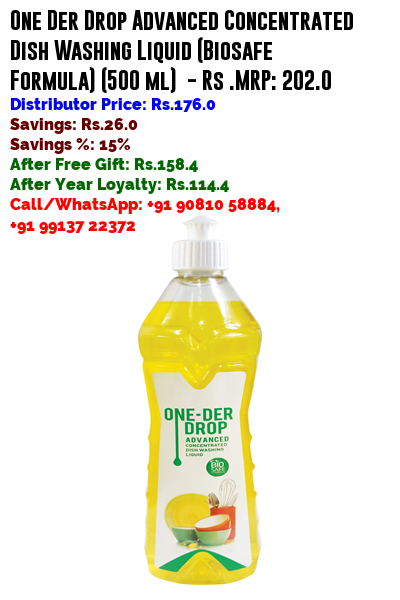 One Der Drop Advanced Concentrated
Dish Washing Liquid (Biosafe
Formula) (500 ml)  - Rs .MRP: 202.0
Distributor Price: Rs.176.0
Savings: Rs.26.0
Savings %: 15%
After Free Gift: Rs.158.4
After Year Loyalty: Rs.114.4
Call/WhatsApp: +91 90810 58884,
+91 99137 22372
ONE-DER
DROP
ADVANCED
CONCENTRATED
DISH WASHING
LIQUID
BIO
SAFE